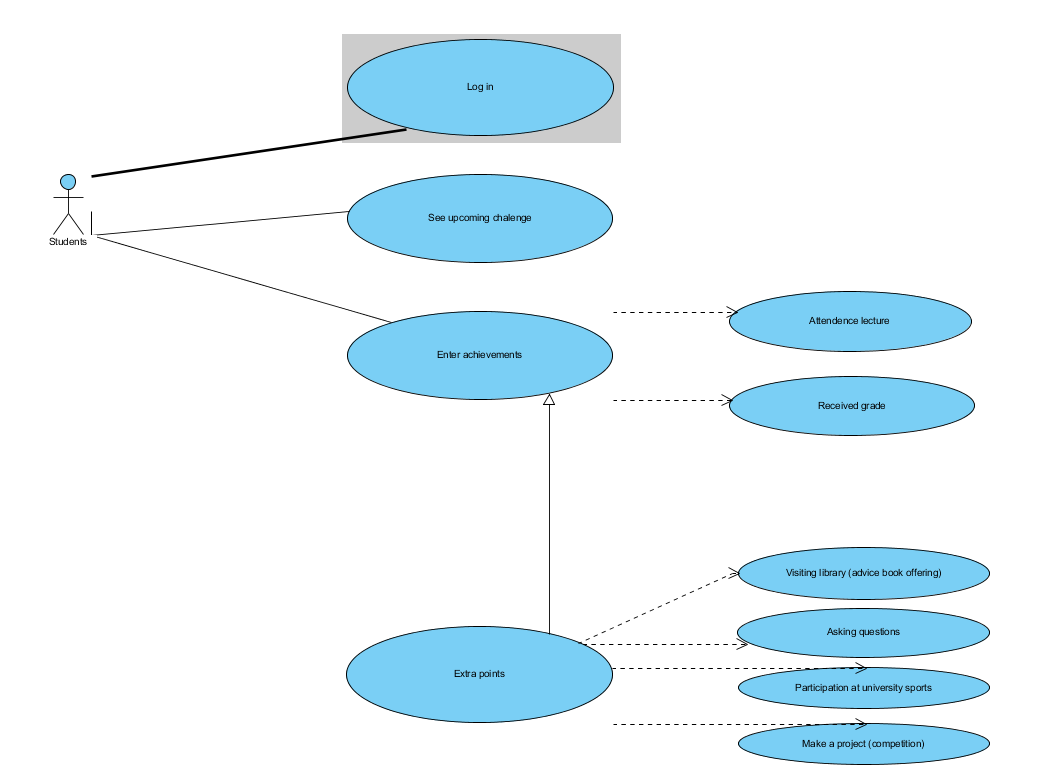 Log in
Students
See upcoming chalenge
Enter achievements
Attendence lecture
Received grade
Visiting library (advice book offering)
Asking questions
Extra points
Participation at university sports
Make a project (competition)